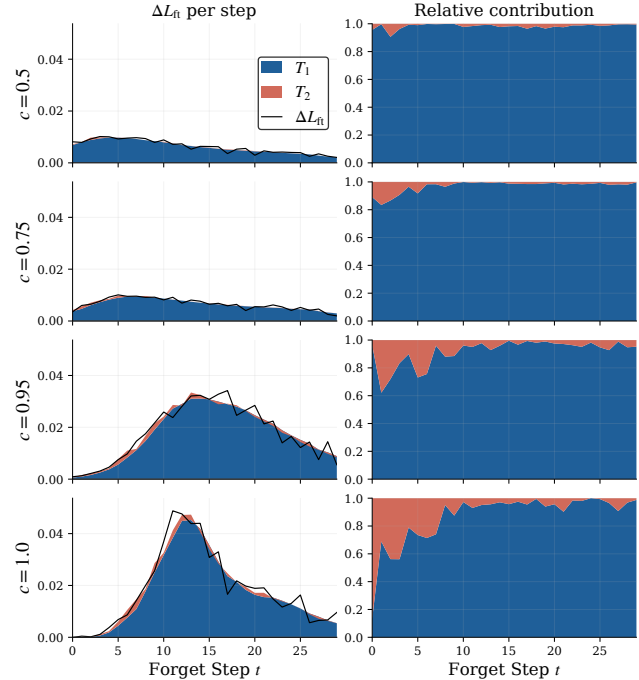 ΔL_ft per step
Relative contribution
c = 0.5
0.04
0.02
0.00
T_1
T_2
ΔL_ft
1.0
0.8
0.6
0.4
0.2
0.0
c = 0.75
0.04
0.02
0.00
1.0
0.8
0.6
0.4
0.2
0.0
c = 0.95
0.04
0.02
0.00
1.0
0.8
0.6
0.4
0.2
0.0
c = 1.0
0.04
0.02
0.00
0 5 10 15 20 25
Forget Step t
1.0
0.8
0.6
0.4
0.2
0.0
0 5 10 15 20 25
Forget Step t